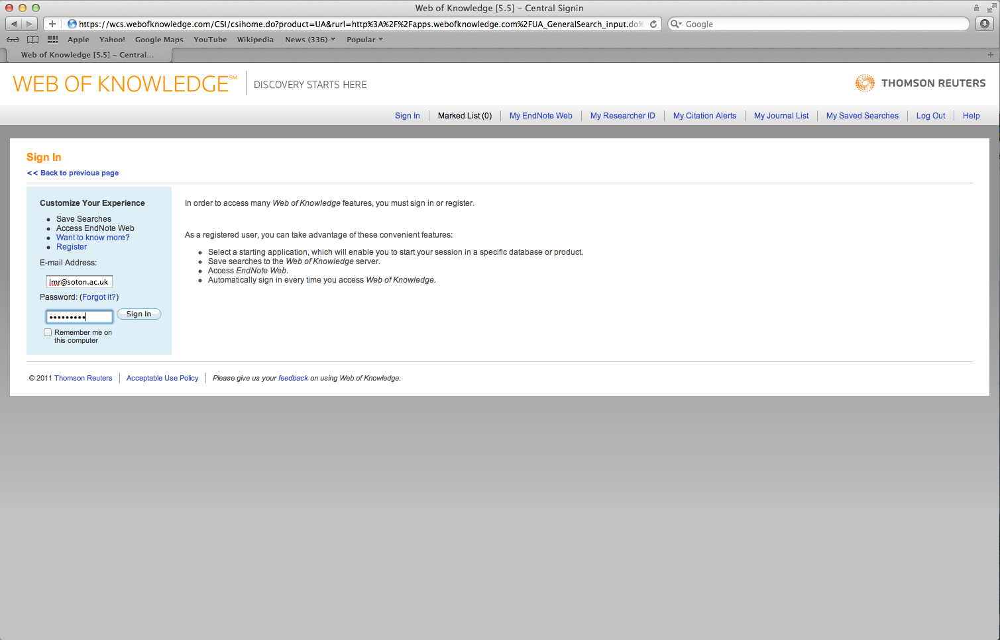 Web of Knowledge [5.5] – Central Signin
https://wcs.webofknowledge.com/CSI/csihome.do?product=UA&rurl=http%3A%2F%2Fapps.webofknowledge.com%2FUA_GeneralSearch_input.do%
Google
Apple Yahoo! Google Maps YouTube Wikipedia News (336) Popular
Web of Knowledge [5.5] – Central...
WEB OF KNOWLEDGE℠ DISCOVERY STARTS HERE THOMSON REUTERS
Sign In Marked List (0) My EndNote Web My Researcher ID My Citation Alerts My Journal List My Saved Searches Log Out Help
Sign In
<< Back to previous page
Customize Your Experience
Save Searches
Access EndNote Web
Want to know more?
Register
E-mail Address:
lmr@soton.ac.uk
Password: (Forgot it?)
Sign In
Remember me on
this computer
In order to access many Web of Knowledge features, you must sign in or register.
As a registered user, you can take advantage of these convenient features:
Select a starting application, which will enable you to start your session in a specific database or product.
Save searches to the Web of Knowledge server.
Access EndNote Web.
Automatically sign in every time you access Web of Knowledge.
© 2011 Thomson Reuters Acceptable Use Policy Please give us your feedback on using Web of Knowledge.